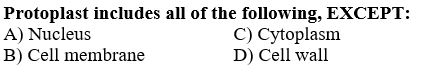 Protoplast includes all of the following, EXCEPT:
A) Nucleus C) Cytoplasm
B) Cell membrane D) Cell wall